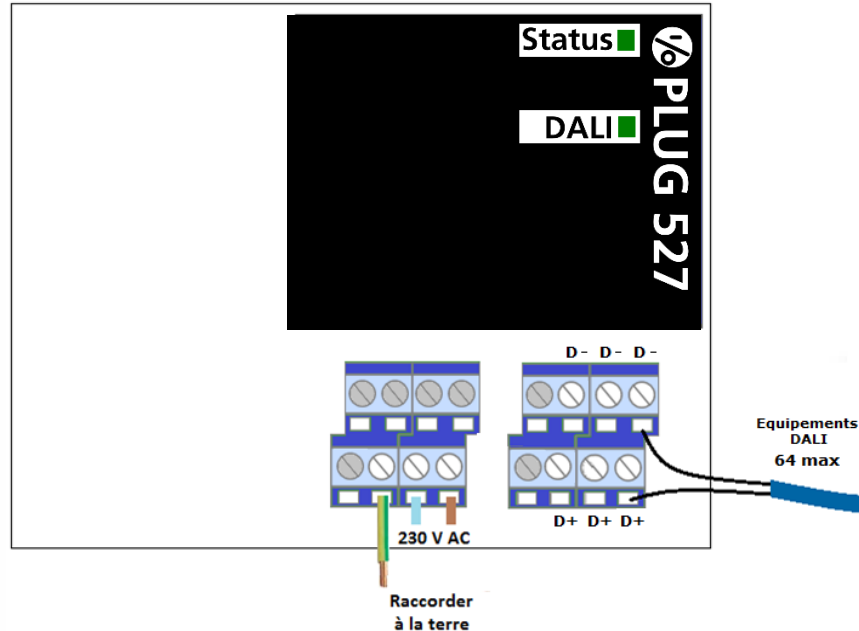 Status
DALI
PLUG 527
D - D - D -
Equipements
DALI
64 max
D+ D+ D+
230 V AC
Raccorder
à la terre